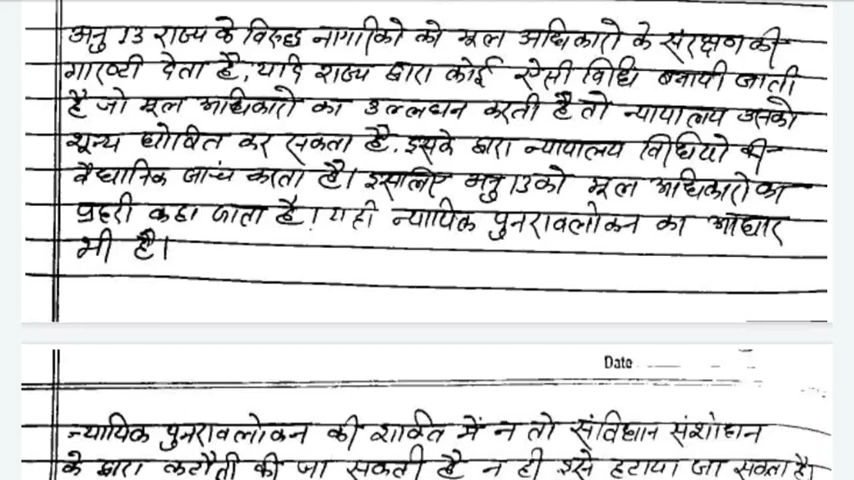 अनु 13 राज्य के विरुद्ध नागरिको को मूल अधिकारो के संरक्षण की
गारण्टी देता है, यदि राज्य द्वारा कोई ऐसी विधि बनायी जाती
है जो मूल अधिकारो का उल्लघंन करती है तो न्यायालय उसको
शून्य घोषित कर सकता है. इसके द्वारा न्यायालय विधियो की
वैधानिक जांच करता है। इसलिए अनु 13 को मूल अधिकारो का
प्रहरी कहा जाता है। यही न्यायिक पुनरावलोकन का आधार
भी है।
Date
न्यायिक पुनरावलोकन की शक्ति में न तो संविधान संशोधन
के द्वारा कटौती की जा सकती है न ही इसे हटाया जा सकता है।